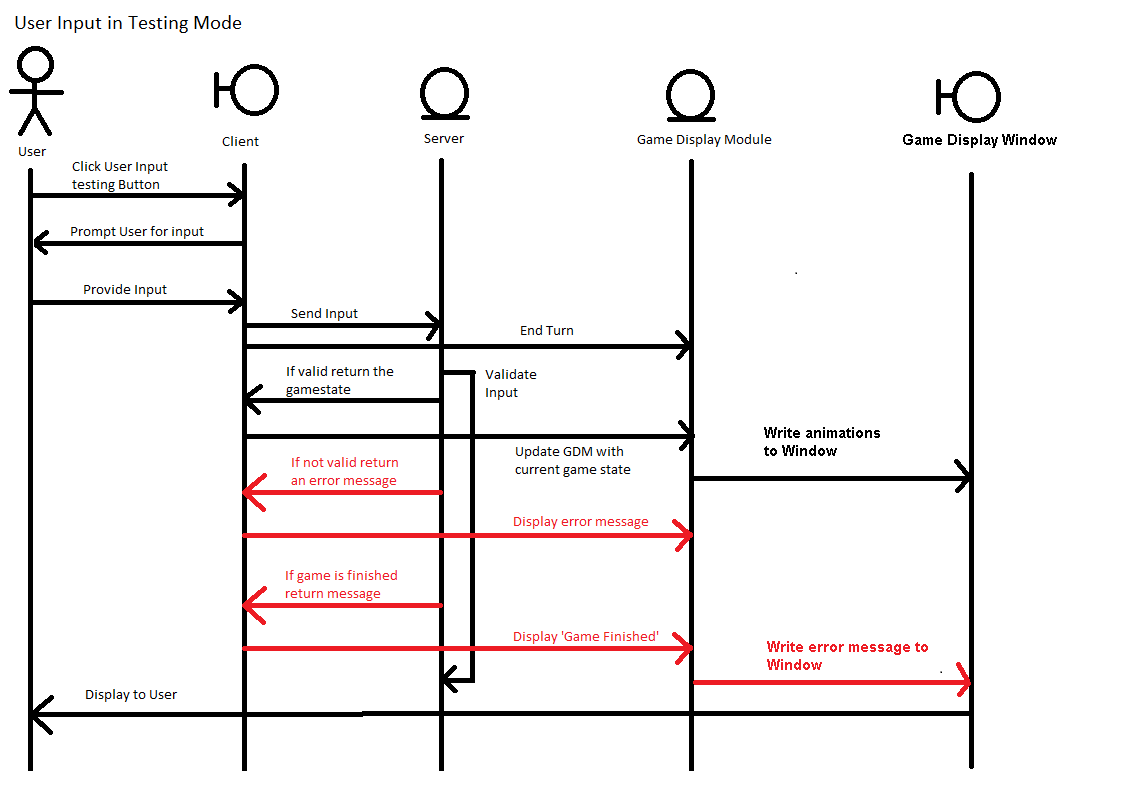 User Input in Testing Mode
User
Client
Server
Game Display Module
Game Display Window
Click User Input
testing Button
Prompt User for input
Provide Input
Send Input
End Turn
If valid return the
gamestate
Validate
Input
Update GDM with
current game state
Write animations
to Window
If not valid return
an error message
Display error message
If game is finished
return message
Display 'Game Finished'
Write error message to
Window
Display to User